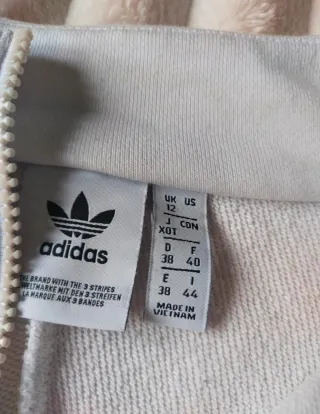 adidas
THE BRAND WITH THE 3 STRIPES
WELTMARKE MIT DEN 3 STREIFEN
LA MARQUE AUX 3 BANDES
UK US
12
J CON
XOT
D F
38 40
E I
38 44
MADE IN
VIETNAM